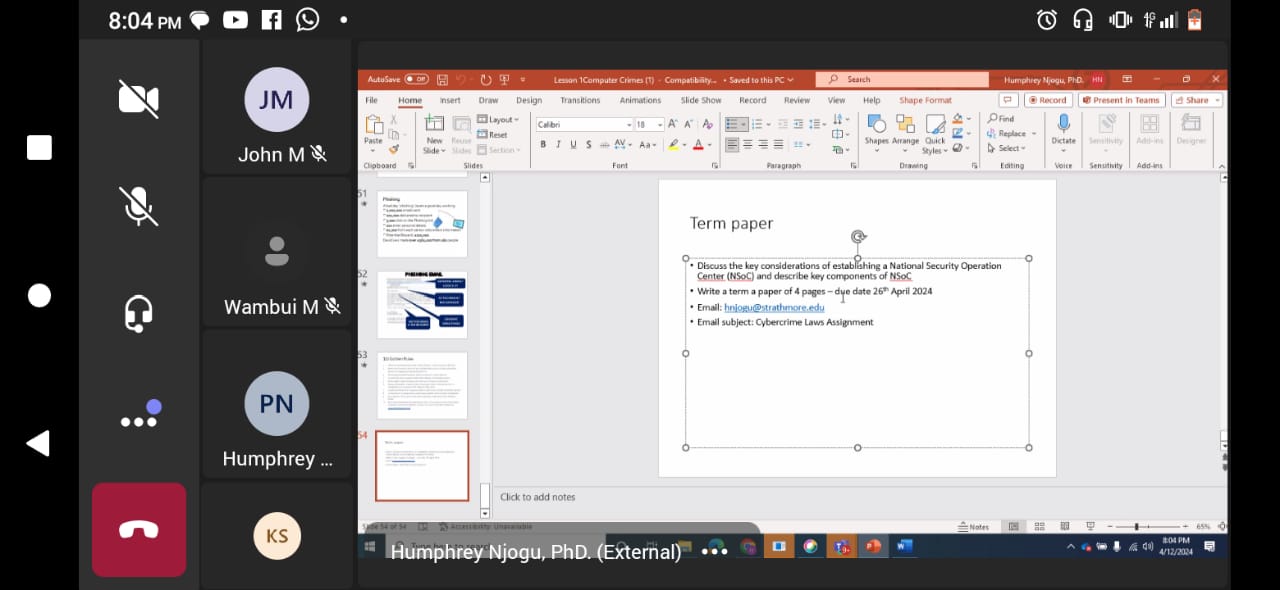 8:04 PM
4G
JM
John M
Wambui M
PN
Humphrey ...
KS
AutoSave Off
Lesson 1Computer Crimes (1) - Compatibility... • Saved to this PC
Search
Humphrey Njogu, PhD. HN
File Home Insert Draw Design Transitions Animations Slide Show Record Review View Help Shape Format
Record Present in Teams Share
Paste
Clipboard
New Slide
Reuse Slides
Layout
Reset
Section
Slides
Calibri 18
Font
Paragraph
Shapes Arrange Quick Styles
Drawing
Find
Replace
Select
Editing
Dictate
Voice
Sensitivity
Sensitivity
Add-ins
Add-ins
Designer
51
Phishing
52
PHISHING EMAIL
53
10 Golden Rules
54
Term paper
Term paper
• Discuss the key considerations of establishing a National Security Operation
Center (NSoC) and describe key components of NSoC
• Write a term a paper of 4 pages – due date 26th April 2024
• Email: hnjogu@strathmore.edu
• Email subject: Cybercrime Laws Assignment
Click to add notes
Slide 54 of 54 Accessibility: Unavailable
Notes
65%
Humphrey Njogu, PhD. (External)
8:04 PM
4/12/2024